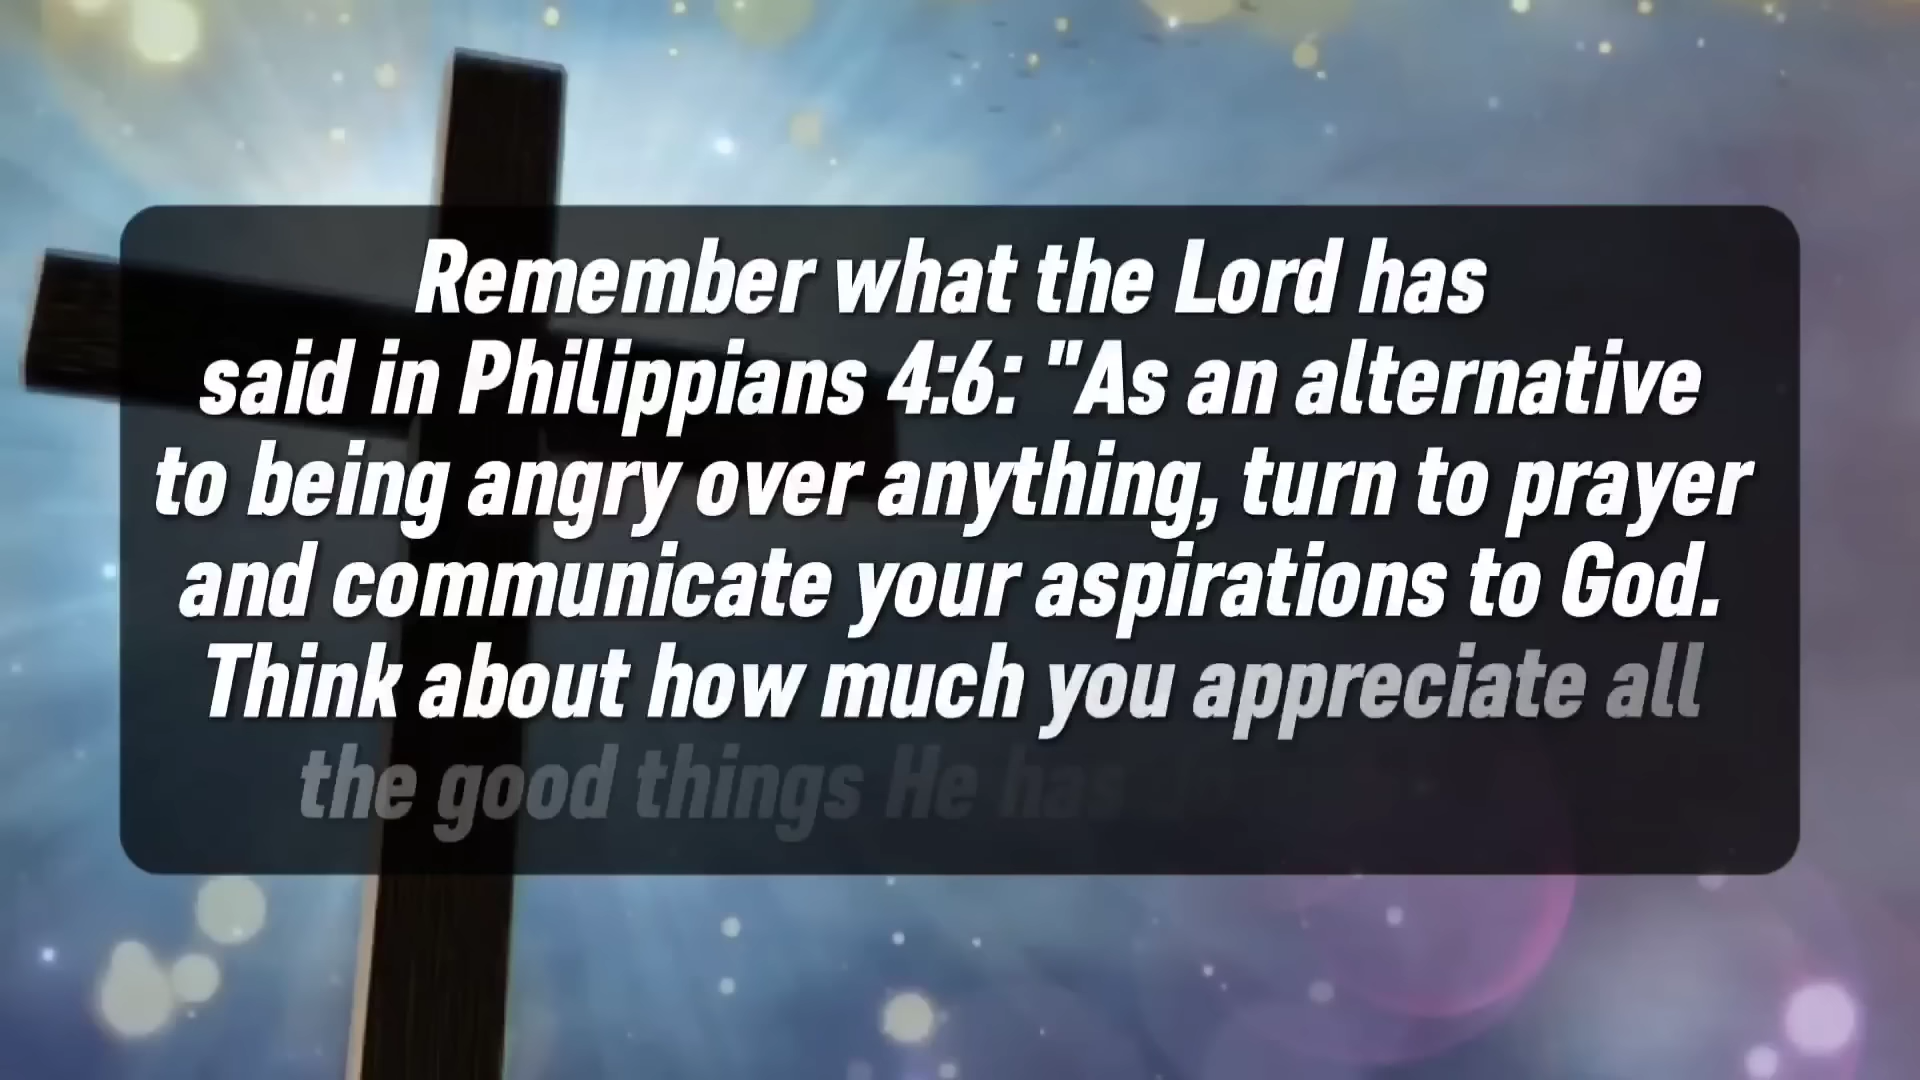 Remember what the Lord has
said in Philippians 4:6: "As an alternative
to being angry over anything, turn to prayer
and communicate your aspirations to God.
Think about how much you appreciate all
the good things He has